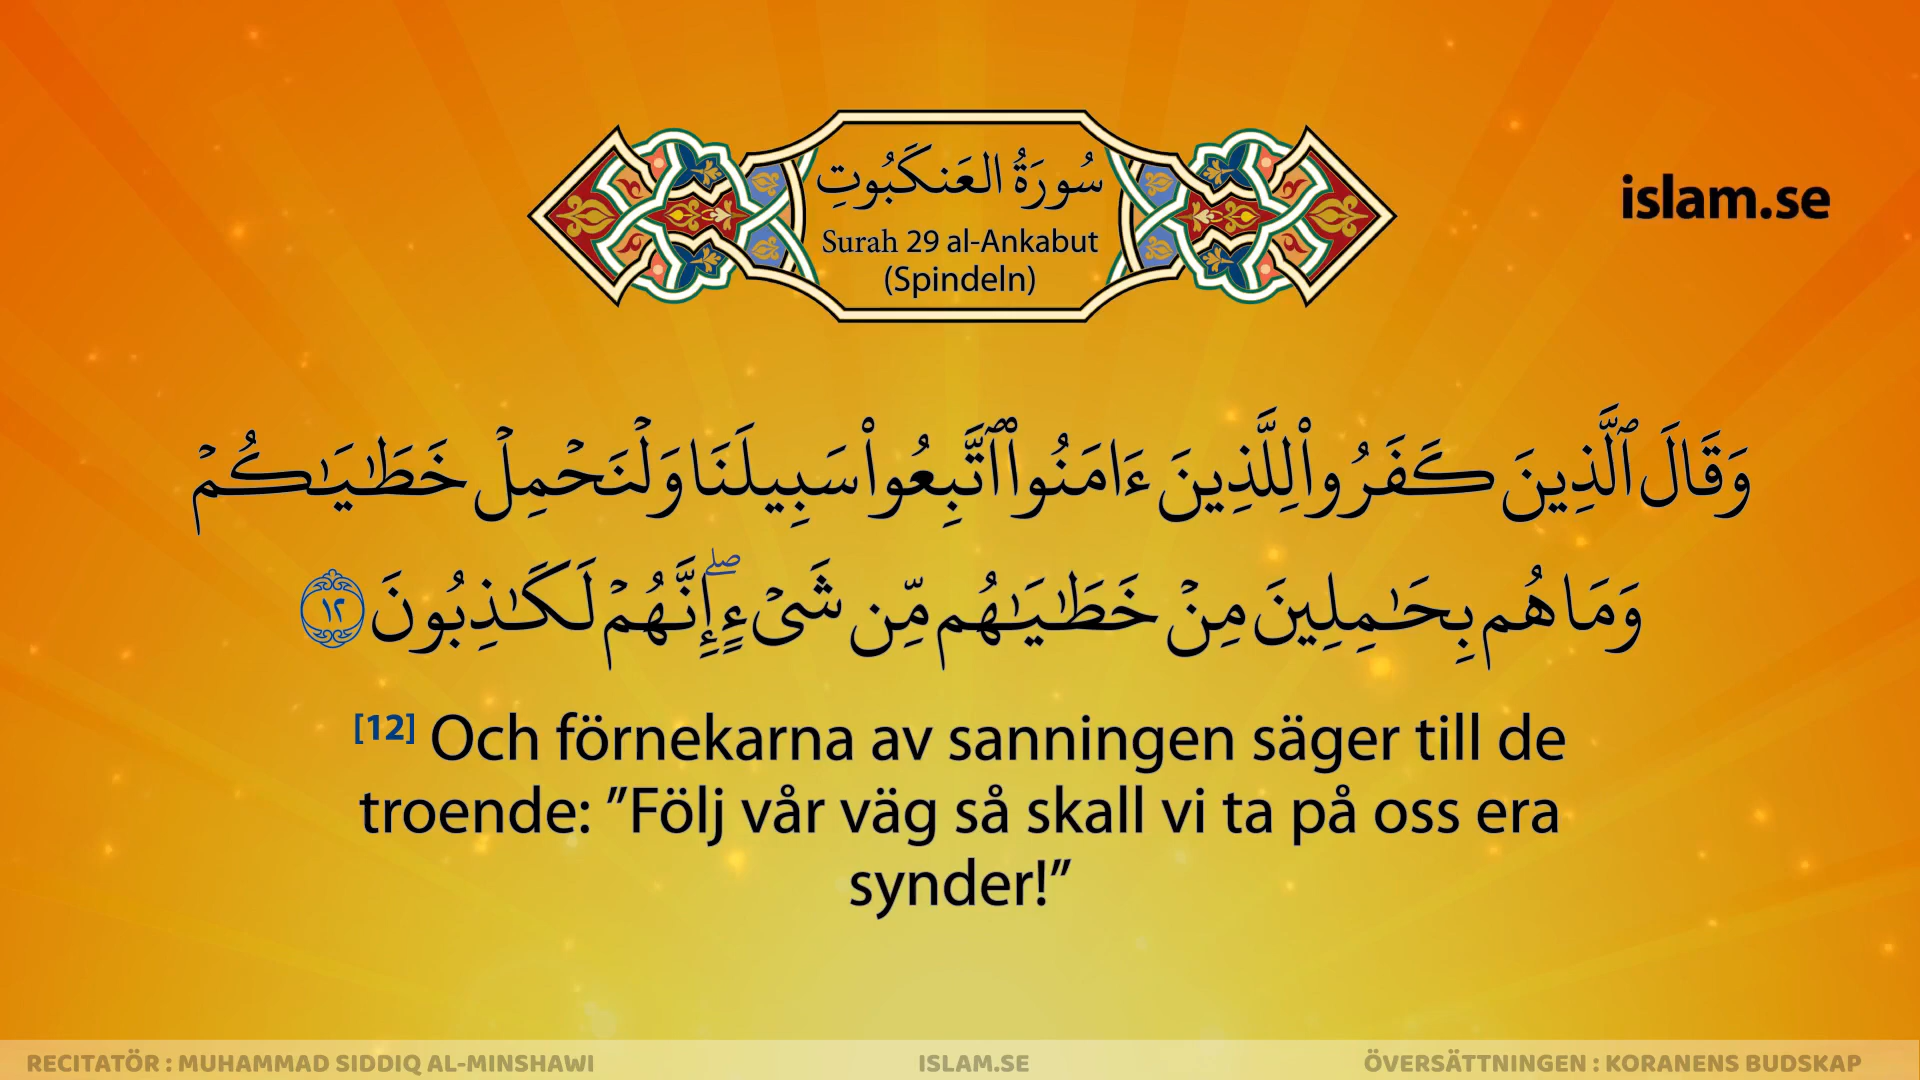 سُورَةُ العَنكَبُوتِ
Surah 29 al-Ankabut
(Spindeln)
islam.se
وَقَالَ ٱلَّذِينَ كَفَرُوا۟ لِلَّذِينَ ءَامَنُوا۟ ٱتَّبِعُوا۟ سَبِيلَنَا وَلْنَحْمِلْ خَطَٰيَٰكُمْ
وَمَا هُم بِحَٰمِلِينَ مِنْ خَطَٰيَٰهُم مِّن شَىْءٍ ۖ إِنَّهُمْ لَكَٰذِبُونَ ١٢
[12] Och förnekarna av sanningen säger till de
troende: ”Följ vår väg så skall vi ta på oss era
synder!”
RECITATÖR : MUHAMMAD SIDDIQ AL-MINSHAWI
ISLAM.SE
ÖVERSÄTTNINGEN : KORANENS BUDSKAP